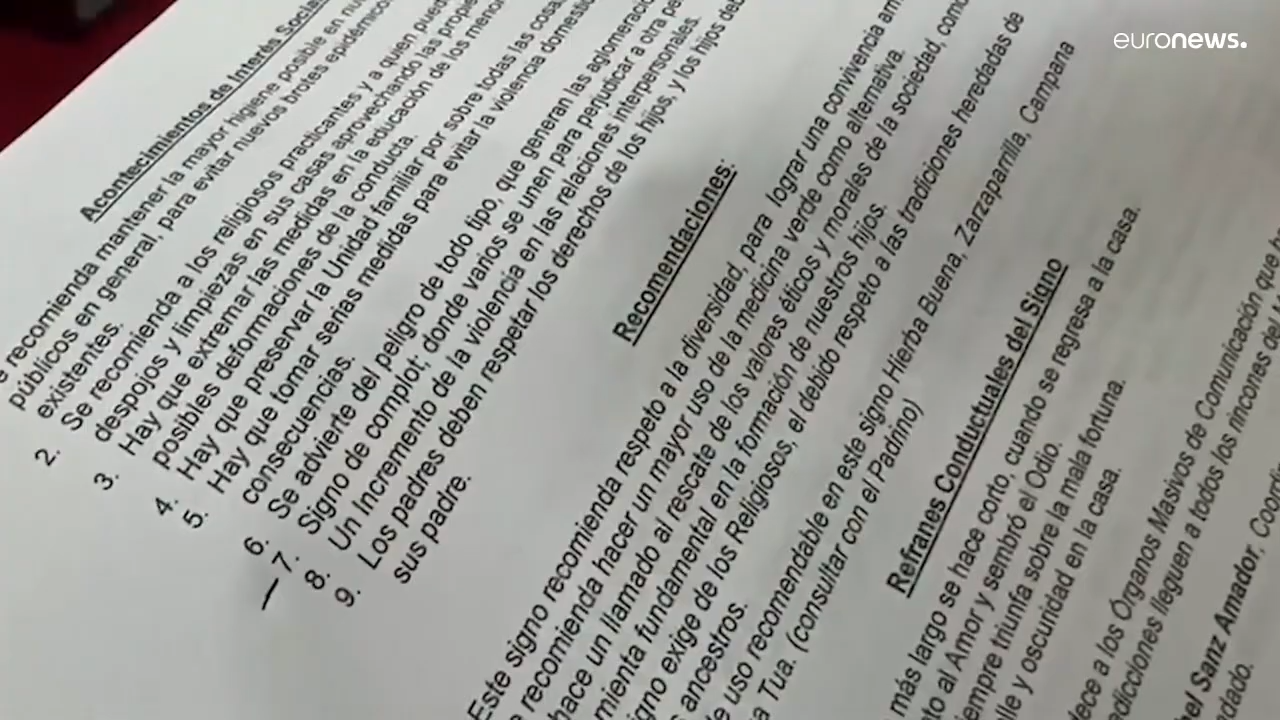 euronews.
Acontecimientos de Interés Social
recomienda mantener la mayor higiene posible en
públicos en general, para evitar nuevos brotes epidémicos
existentes.
2. Se recomienda a los religiosos practicantes y a quien
despojos y limpiezas en sus casas aprovechando las
3. Hay que extremar las medidas en la educación de los
posibles deformaciones de la conducta.
4. Hay que preservar la Unidad familiar por sobre todas las
5. Hay que tomar serias medidas para evitar la violencia
consecuencias.
6. Se advierte del peligro de todo tipo, que generan las
7. Signo de complot; donde varios se unen para perjudicar a otra
8. Un Incremento de la violencia en las relaciones interpersonales.
9. Los padres deben respetar los derechos de los hijos, y los hijos
sus padre.
Recomendaciones:
Este signo recomienda respeto a la diversidad, para lograr una convivencia
recomienda hacer un mayor uso de la medicina verde como alternativa.
hace un llamado al rescate de los valores éticos y morales de la sociedad, como
mienta fundamental en la formación de nuestros hijos.
igno exige de los Religiosos, el debido respeto a las tradiciones heredadas de
ancestros.
e uso recomendable en este signo Hierba Buena, Zarzaparrilla, Campana
a Tua. (consultar con el Padrino)
Refranes Conductuales del Signo
más largo se hace corto, cuando se regresa a la casa.
to al Amor y sembró el Odio.
iempre triunfa sobre la mala fortuna.
lle y oscuridad en la casa.
dece a los Órganos Masivos de Comunicación que
edicciones lleguen a todos los rincones del
el Sanz Amador,
dado.